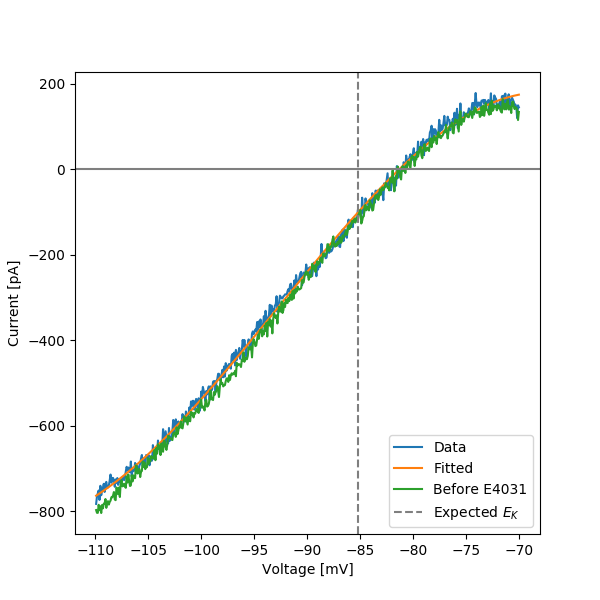 200
0
−200
−400
−600
−800
Current [pA]
Data
Fitted
Before E4031
Expected E_K
−110 −105 −100 −95 −90 −85 −80 −75 −70
Voltage [mV]